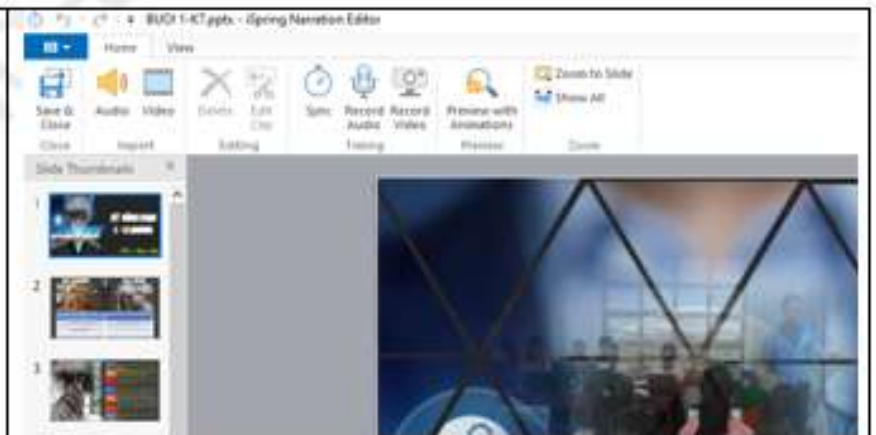 BUOI 1-KT.pptx - iSpring Narration Editor
Home View
Save & Close Audio Video Delete Edit Clip Sync Record Audio Record Video Preview with Animations Zoom to Slide
Show All
Close Import Editing Timing Preview Zoom
Slide Thumbnails
1
2
3